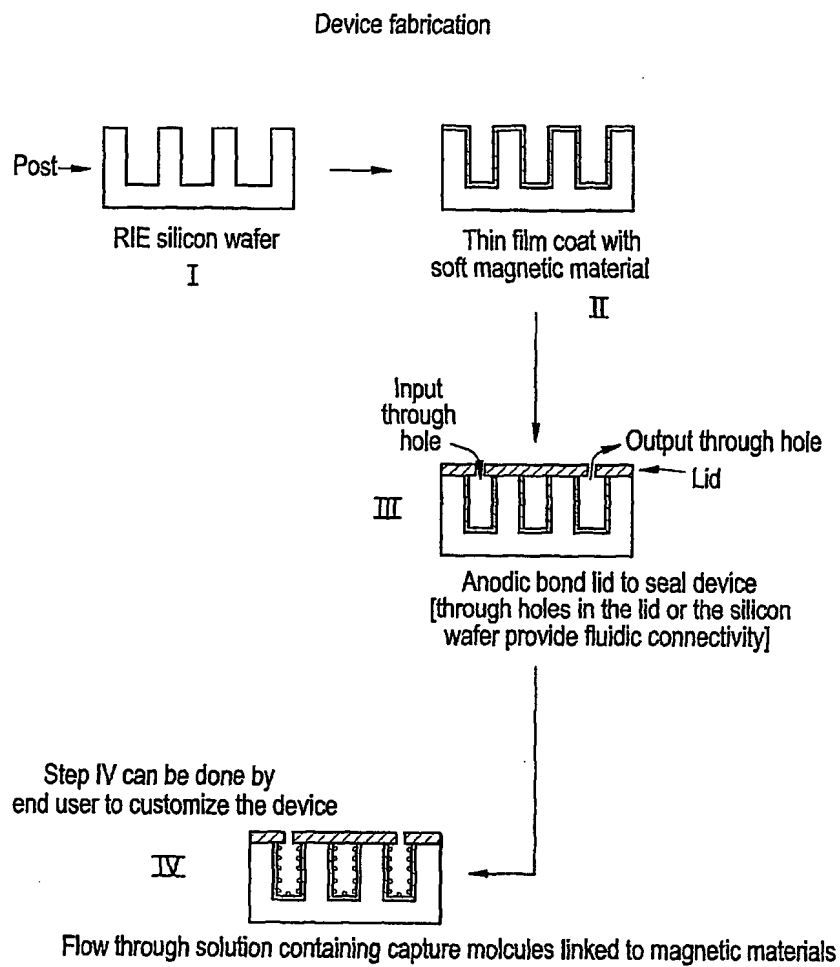 Device fabrication
Post
RIE silicon wafer
I
Thin film coat with
soft magnetic material
II
Input
through
hole
Output through hole
Lid
III
Anodic bond lid to seal device
[through holes in the lid or the silicon
wafer provide fluidic connectivity]
Step IV can be done by
end user to customize the device
IV
Flow through solution containing capture molcules linked to magnetic materials